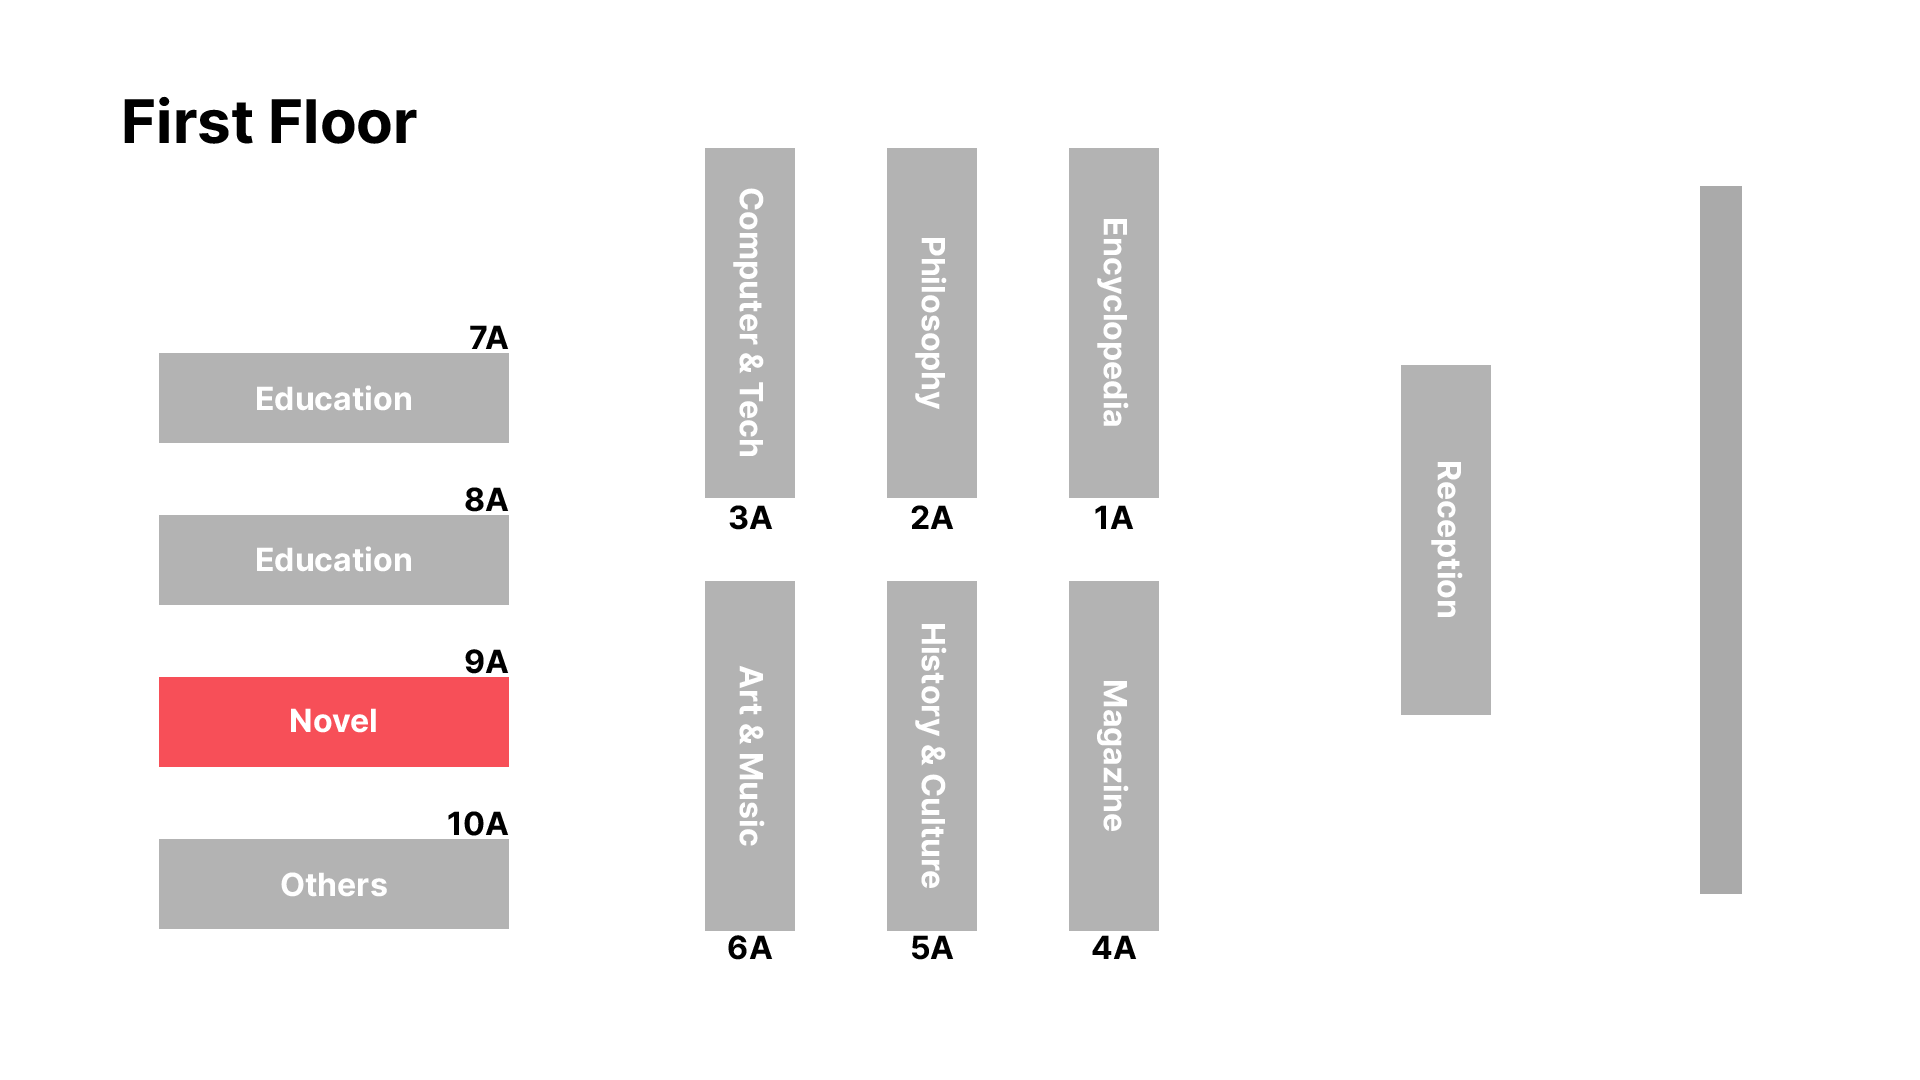 First Floor
7A
Education
8A
Education
9A
Novel
10A
Others
Computer & Tech
3A
Philosophy
2A
Encyclopedia
1A
Art & Music
6A
History & Culture
5A
Magazine
4A
Reception